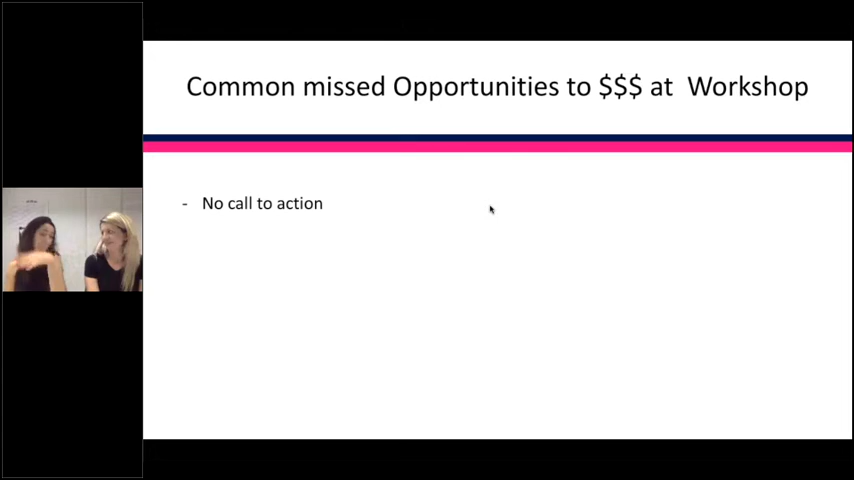 Common missed Opportunities to $$$ at  Workshop
- No call to action